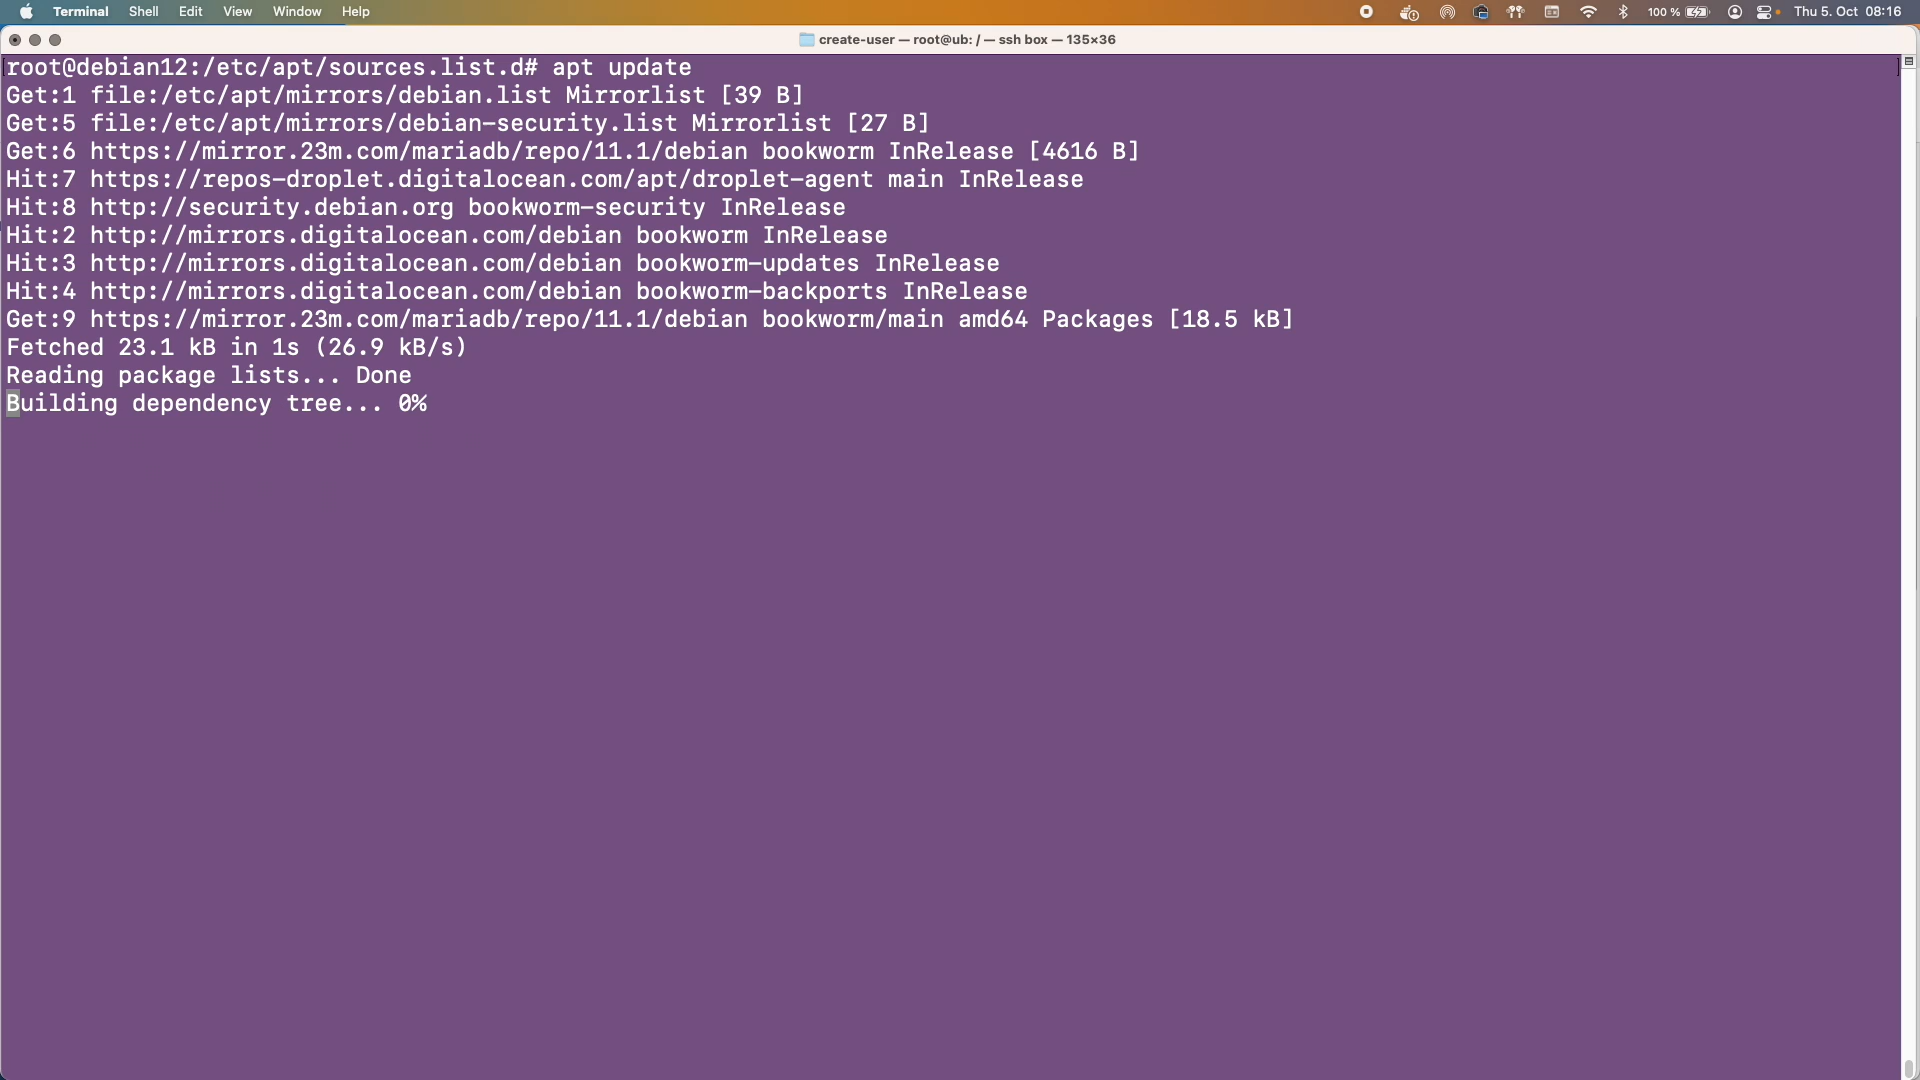 Terminal Shell Edit View Window Help 100 % Thu 5. Oct 08:16
create-user — root@ub: / — ssh box — 135×36
[root@debian12:/etc/apt/sources.list.d# apt update ]
Get:1 file:/etc/apt/mirrors/debian.list Mirrorlist [39 B]
Get:5 file:/etc/apt/mirrors/debian-security.list Mirrorlist [27 B]
Get:6 https://mirror.23m.com/mariadb/repo/11.1/debian bookworm InRelease [4616 B]
Hit:7 https://repos-droplet.digitalocean.com/apt/droplet-agent main InRelease
Hit:8 http://security.debian.org bookworm-security InRelease
Hit:2 http://mirrors.digitalocean.com/debian bookworm InRelease
Hit:3 http://mirrors.digitalocean.com/debian bookworm-updates InRelease
Hit:4 http://mirrors.digitalocean.com/debian bookworm-backports InRelease
Get:9 https://mirror.23m.com/mariadb/repo/11.1/debian bookworm/main amd64 Packages [18.5 kB]
Fetched 23.1 kB in 1s (26.9 kB/s)
Reading package lists... Done
Building dependency tree... 0%